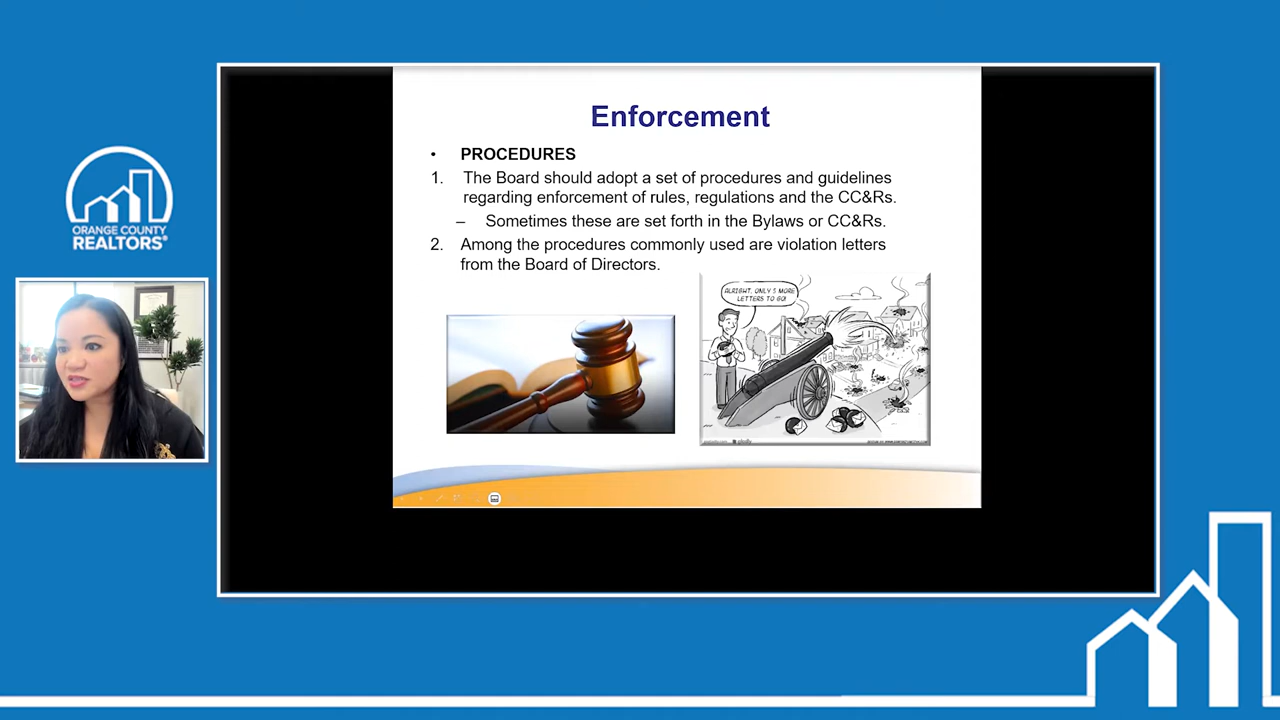 Enforcement
• PROCEDURES
1. The Board should adopt a set of procedures and guidelines
regarding enforcement of rules, regulations and the CC&Rs.
– Sometimes these are set forth in the Bylaws or CC&Rs.
2. Among the procedures commonly used are violation letters
from the Board of Directors.
ALRIGHT, ONLY 5 MORE
LETTERS TO GO!
ORANGE COUNTY
REALTORS®